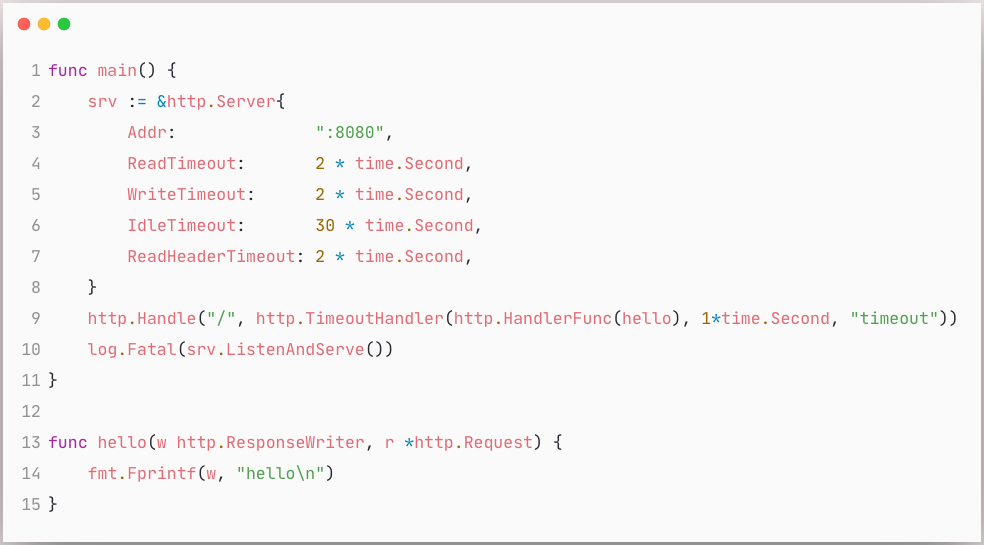 1 func main() {
2     srv := &http.Server{
3         Addr:              ":8080",
4         ReadTimeout:       2 * time.Second,
5         WriteTimeout:      2 * time.Second,
6         IdleTimeout:       30 * time.Second,
7         ReadHeaderTimeout: 2 * time.Second,
8     }
9     http.Handle("/", http.TimeoutHandler(http.HandlerFunc(hello), 1*time.Second, "timeout"))
10     log.Fatal(srv.ListenAndServe())
11 }
12
13 func hello(w http.ResponseWriter, r *http.Request) {
14     fmt.Fprintf(w, "hello\n")
15 }